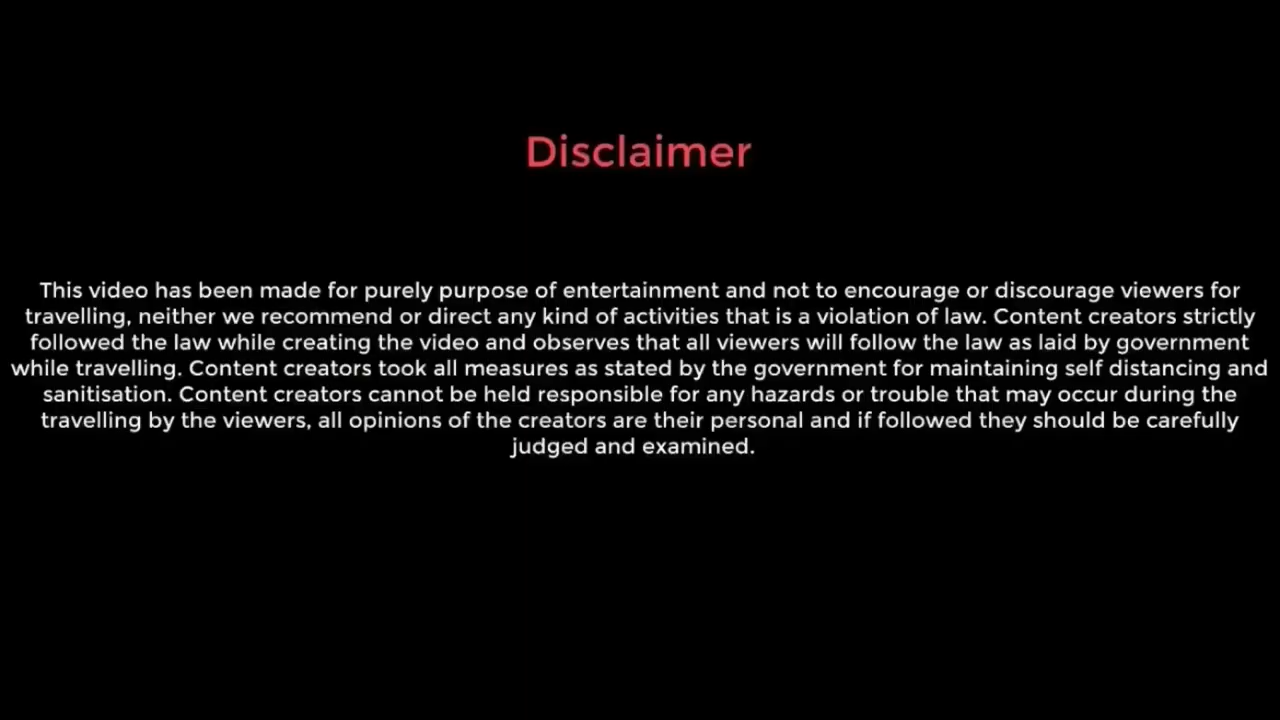 Disclaimer
This video has been made for purely purpose of entertainment and not to encourage or discourage viewers for
travelling, neither we recommend or direct any kind of activities that is a violation of law. Content creators strictly
followed the law while creating the video and observes that all viewers will follow the law as laid by government
while travelling. Content creators took all measures as stated by the government for maintaining self distancing and
sanitisation. Content creators cannot be held responsible for any hazards or trouble that may occur during the
travelling by the viewers, all opinions of the creators are their personal and if followed they should be carefully
judged and examined.